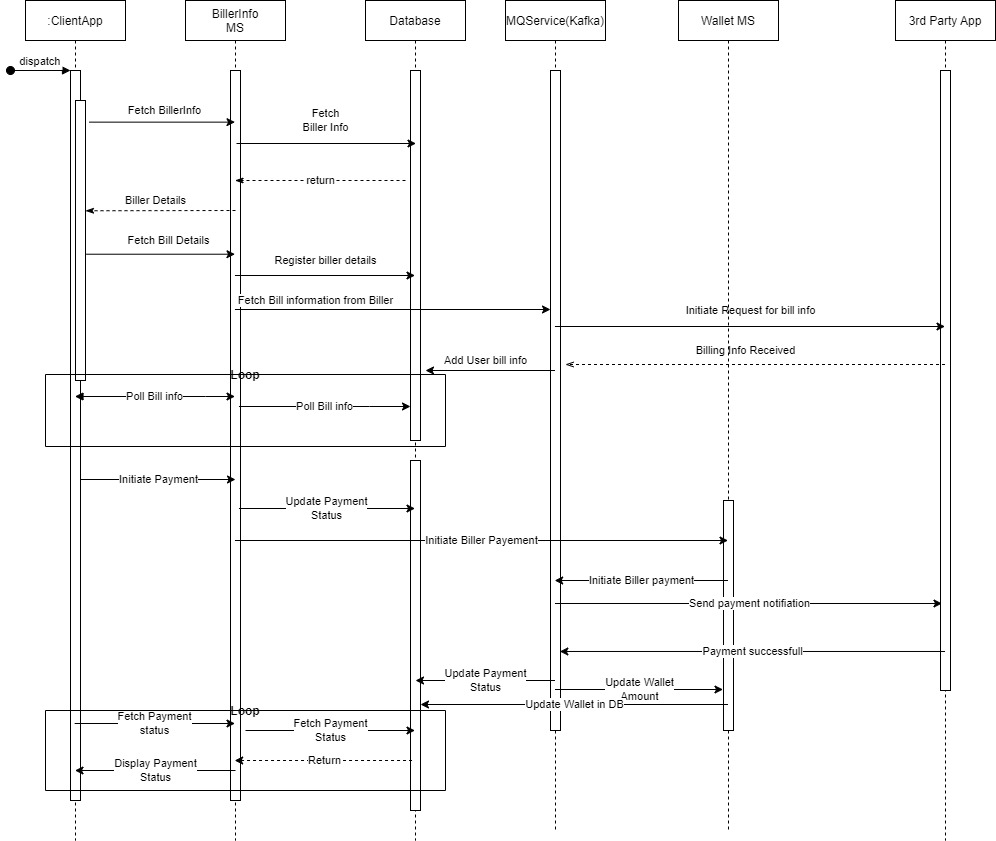 :ClientApp
BillerInfo
MS
Database
MQService(Kafka)
Wallet MS
3rd Party App
dispatch
Fetch BillerInfo
Fetch
Biller Info
return
Biller Details
Fetch Bill Details
Register biller details
Fetch Bill information from Biller
Initiate Request for bill info
Billing Info Received
Add User bill info
Loop
Poll Bill info
Poll Bill info
Initiate Payment
Update Payment
Status
Initiate Biller Payement
Initiate Biller payment
Send payment notifiation
Payment successfull
Update Payment
Status
Update Wallet
Amount
Update Wallet in DB
Loop
Fetch Payment
status
Fetch Payment
Status
Return
Display Payment
Status